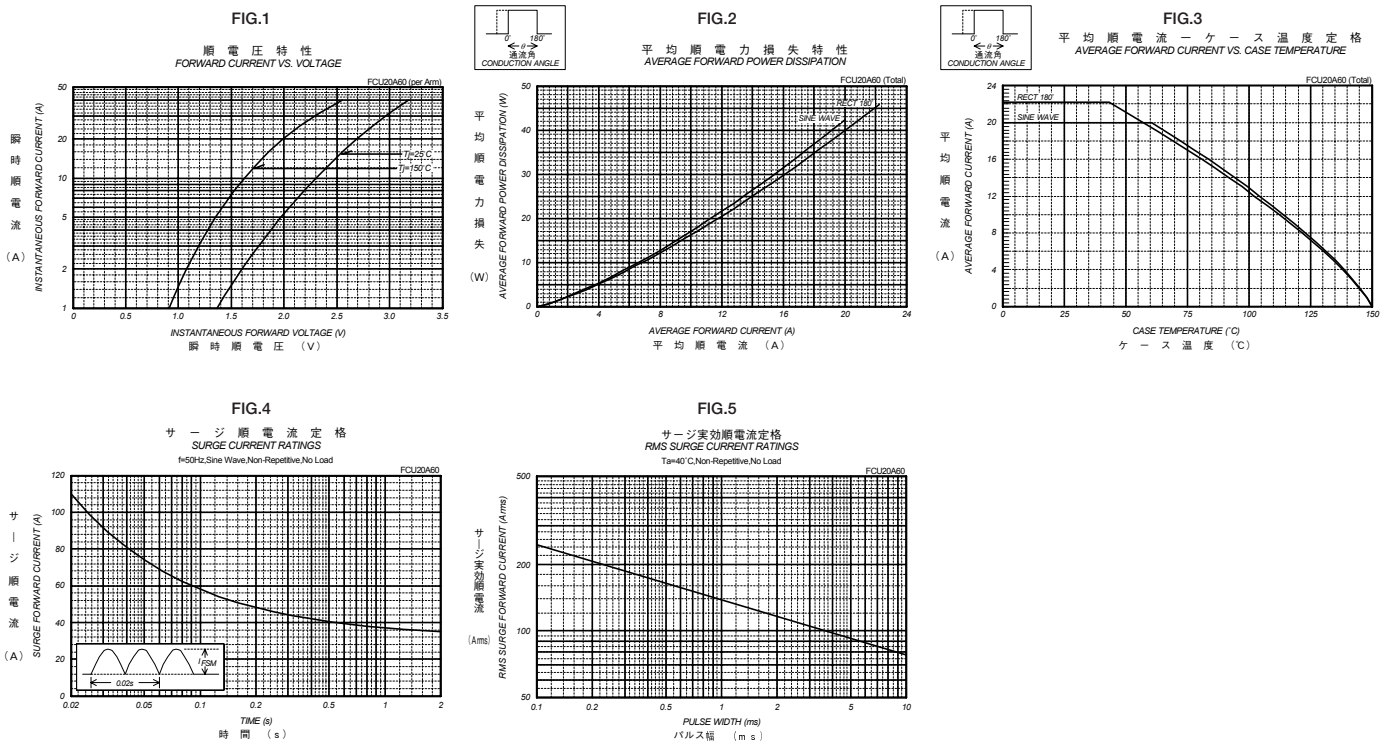 FIG.1
順電圧特性
FORWARD CURRENT VS. VOLTAGE
FCU20A60 (per Arm)
瞬時順電流 (A)
INSTANTANEOUS FORWARD CURRENT (A)
50
20
10
5
2
1
Tj=25°C
Tj=150°C
0 0.5 1.0 1.5 2.0 2.5 3.0 3.5
INSTANTANEOUS FORWARD VOLTAGE (V)
瞬時順電圧 (V)
0° 180°
θ
通流角
CONDUCTION ANGLE
FIG.2
平均順電力損失特性
AVERAGE FORWARD POWER DISSIPATION
FCU20A60 (Total)
平均順電力損失 (W)
AVERAGE FORWARD POWER DISSIPATION (W)
50
40
30
20
10
0
RECT 180°
SINE WAVE
0 4 8 12 16 20 24
AVERAGE FORWARD CURRENT (A)
平均順電流 (A)
0° 180°
θ
通流角
CONDUCTION ANGLE
FIG.3
平均順電流ーケース温度定格
AVERAGE FORWARD CURRENT VS. CASE TEMPERATURE
FCU20A60 (Total)
平均順電流 (A)
AVERAGE FORWARD CURRENT (A)
24
20
16
12
8
4
0
RECT 180°
SINE WAVE
0 25 50 75 100 125 150
CASE TEMPERATURE (°C)
ケース温度 (℃)
FIG.4
サージ順電流定格
SURGE CURRENT RATINGS
f=50Hz,Sine Wave,Non-Repetitive,No Load
FCU20A60
サージ順電流 (A)
SURGE FORWARD CURRENT (A)
120
100
80
60
40
20
0
IFSM
0.02s
0.02 0.05 0.1 0.2 0.5 1 2
TIME (s)
時間 (s)
FIG.5
サージ実効順電流定格
RMS SURGE CURRENT RATINGS
Ta=40°C,Non-Repetitive,No Load
FCU20A60
サージ実効順電流 (Arms)
RMS SURGE FORWARD CURRENT (Arms)
500
200
100
50
0.1 0.2 0.5 1 2 5 10
PULSE WIDTH (ms)
パルス幅 (ms)